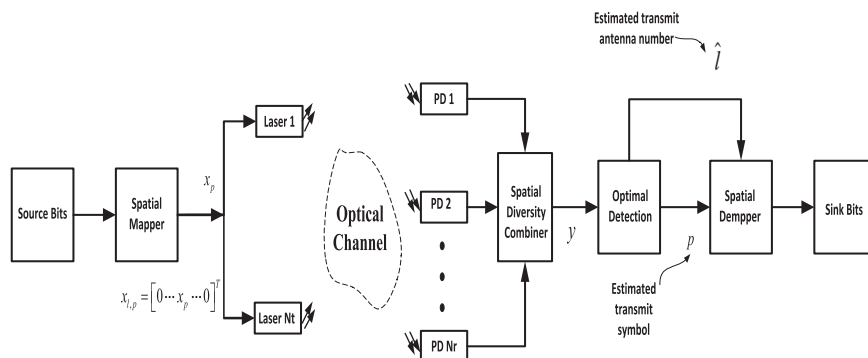 Source Bits
Spatial
Mapper
x_p
x_{l,p} = [0⋯x_p⋯0]^T
Laser 1
Laser Nt
Optical
Channel
PD 1
PD 2
PD Nr
Spatial
Diversity
Combiner
y
Optimal
Detection
Estimated transmit
antenna number
l̂
Spatial
Dempper
p
Estimated
transmit
symbol
Sink Bits